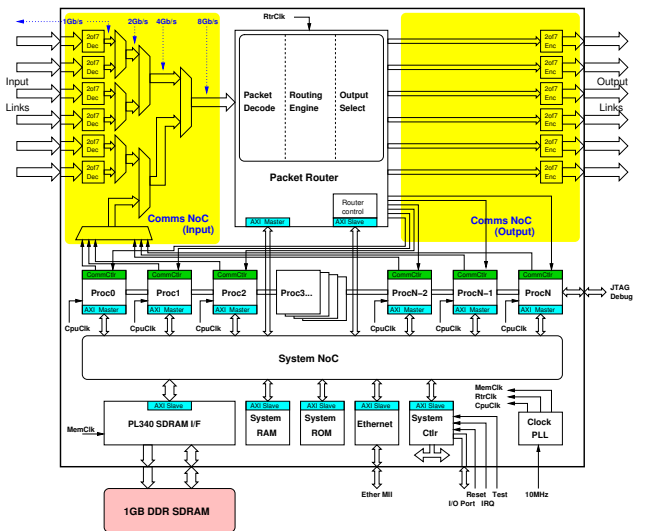 1Gb/s 2Gb/s 4Gb/s 8Gb/s
RtrClk
2of7 Dec
2of7 Dec
2of7 Dec
2of7 Dec
2of7 Dec
2of7 Dec
Input
Links
Packet Decode
Routing Engine
Output Select
Packet Router
Router control
AXI Master
AXI Slave
2of7 Enc
2of7 Enc
2of7 Enc
2of7 Enc
2of7 Enc
2of7 Enc
Output
Links
Comms NoC
(Input)
Comms NoC
(Output)
CommCtlr
Proc0
AXI Master
CpuClk
CommCtlr
Proc1
AXI Master
CpuClk
CommCtlr
Proc2
AXI Master
CpuClk
Proc3...
CommCtlr
ProcN-2
AXI Master
CpuClk
CommCtlr
ProcN-1
AXI Master
CpuClk
CommCtlr
ProcN
AXI Master
CpuClk
JTAG
Debug
System NoC
AXI Slave
PL340 SDRAM I/F
MemClk
AXI Slave
System
RAM
AXI Slave
System
ROM
AXI Slave
Ethernet
AXI Slave
System
Ctlr
MemClk
RtrClk
CpuClk
Clock
PLL
Ether MII
Reset
I/O Port
IRQ
Test
10MHz
1GB DDR SDRAM